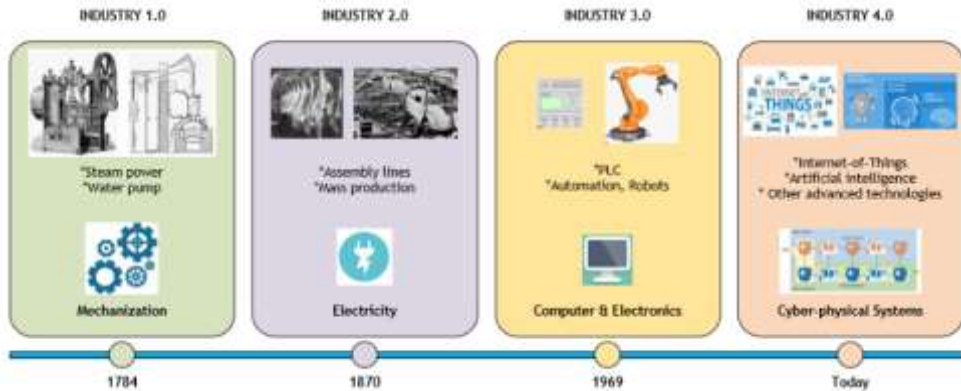 INDUSTRY 1.0
INDUSTRY 2.0
INDUSTRY 3.0
INDUSTRY 4.0
INTERNET
THINGS
*Steam power
*Water pump
*Assembly lines
*Mass production
*PLC
*Automation, Robots
*Internet-of-Things
*Artificial intelligence
* Other advanced technologies
Mechanization
Electricity
Computer & Electronics
Cyber-physical Systems
1784
1870
1969
Today